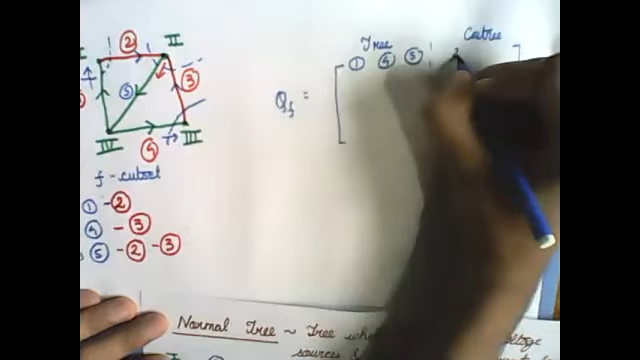 ② II
⑤ ③
IV III
④
Tree Cotree
① ④ ⑤
Qf =
f - cutset
① - ②
④ - ③
⑤ - ② - ③
Normal Tree ~ Tree
sources